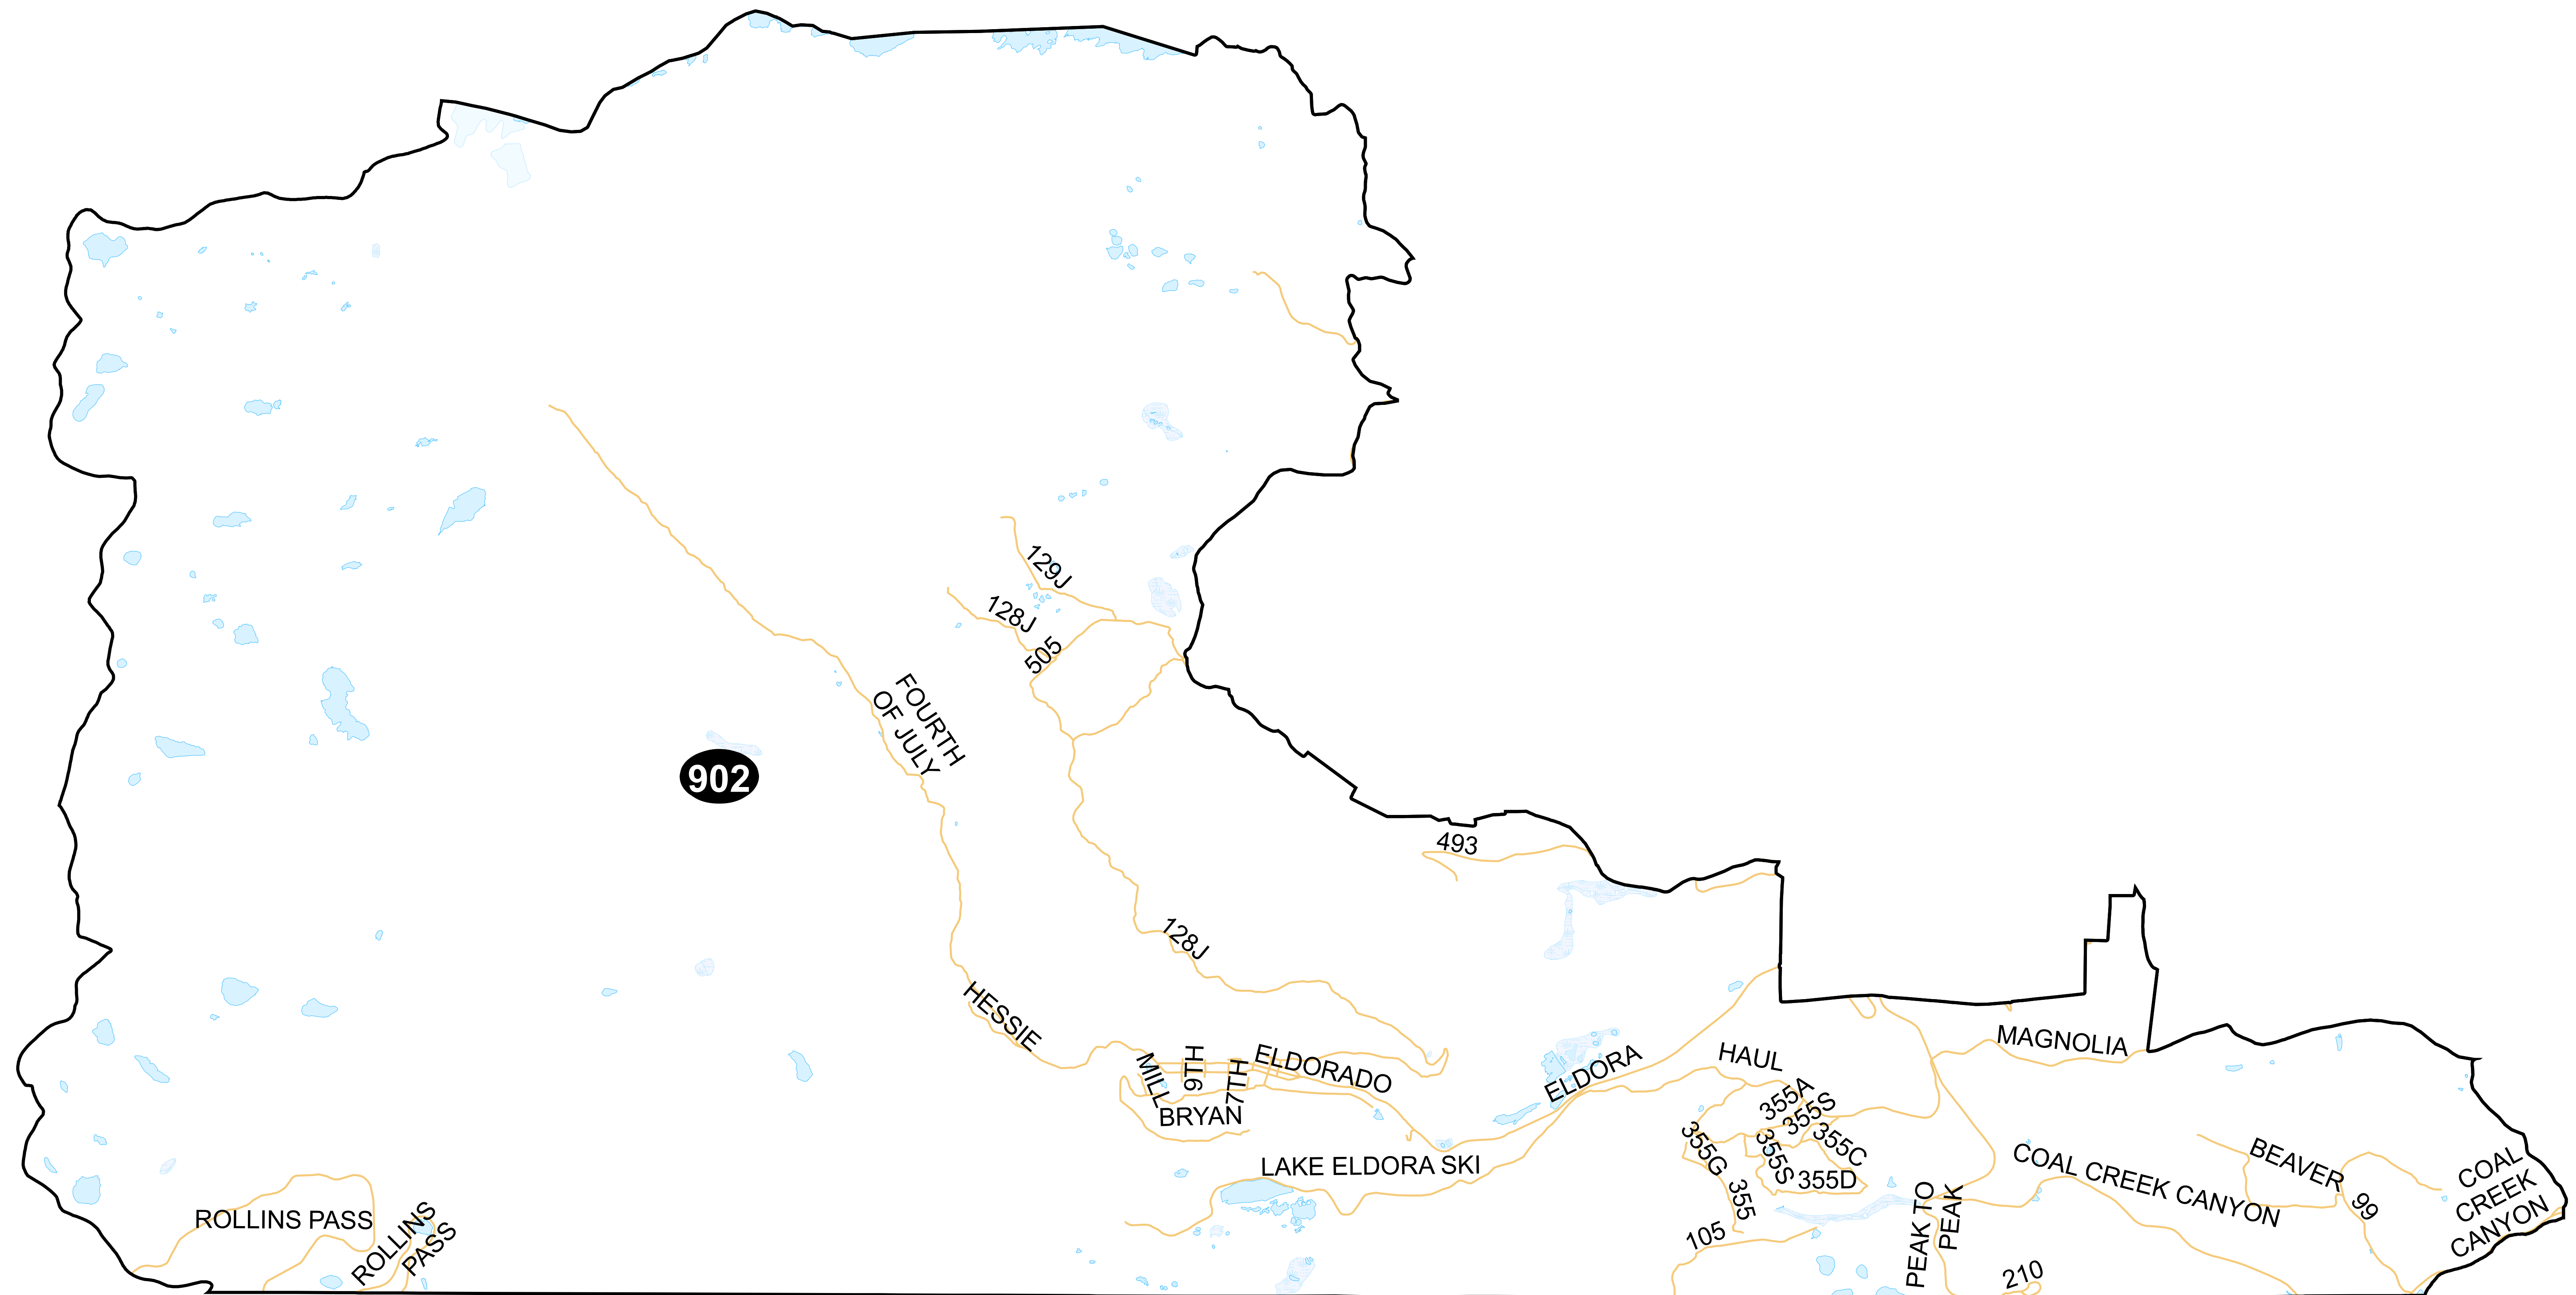 129J
128J
505
FOURTH
OF JULY
902
493
128J
HESSIE
MAGNOLIA
MILL
9TH
7TH
ELDORADO
BRYAN
ELDORA
HAUL
355A
355S
355C
355G
355S
355D
355
LAKE ELDORA SKI
COAL CREEK CANYON
BEAVER
99
COAL
CREEK
CANYON
ROLLINS PASS
ROLLINS
PASS
105
PEAK TO
PEAK
210